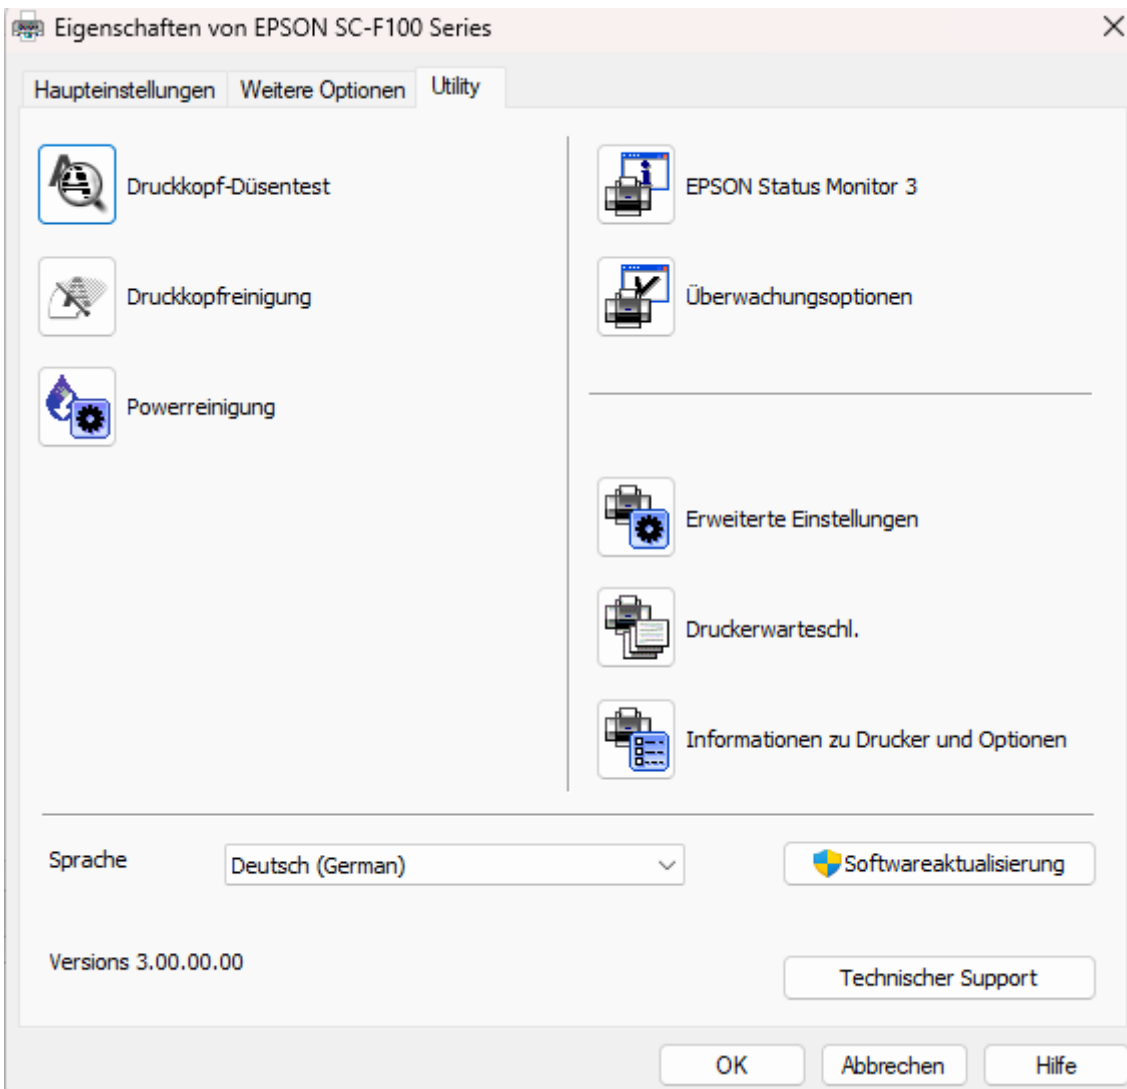 Eigenschaften von EPSON SC-F100 Series
Haupteinstellungen
Weitere Optionen
Utility
Druckkopf-Düsentest
Druckkopfreinigung
Powerreinigung
EPSON Status Monitor 3
Überwachungsoptionen
Erweiterte Einstellungen
Druckerwarteschl.
Informationen zu Drucker und Optionen
Sprache
Deutsch (German)
Softwareaktualisierung
Versions 3.00.00.00
Technischer Support
OK
Abbrechen
Hilfe